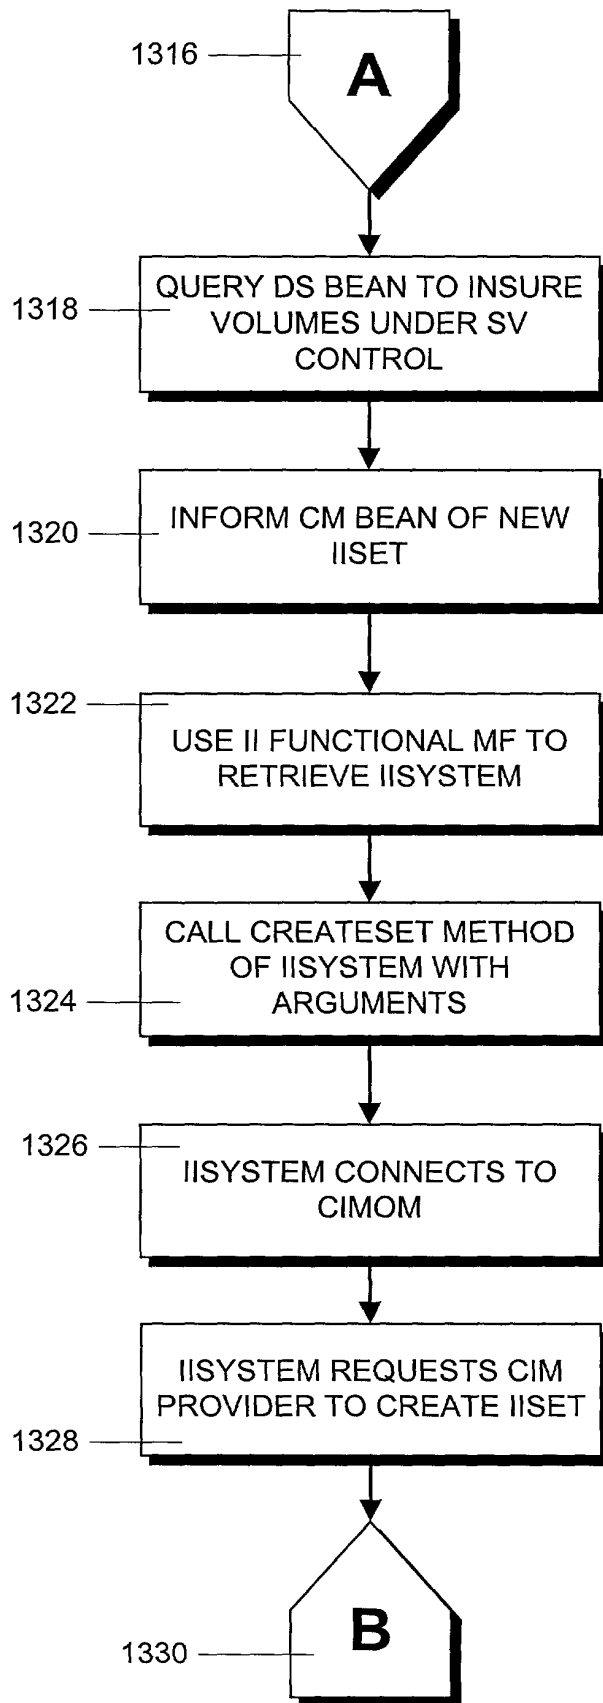 1316
A
1318
QUERY DS BEAN TO INSURE
VOLUMES UNDER SV
CONTROL
1320
INFORM CM BEAN OF NEW
IISET
1322
USE II FUNCTIONAL MF TO
RETRIEVE IISYSTEM
1324
CALL CREATESET METHOD
OF IISYSTEM WITH
ARGUMENTS
1326
IISYSTEM CONNECTS TO
CIMOM
1328
IISYSTEM REQUESTS CIM
PROVIDER TO CREATE IISET
1330
B